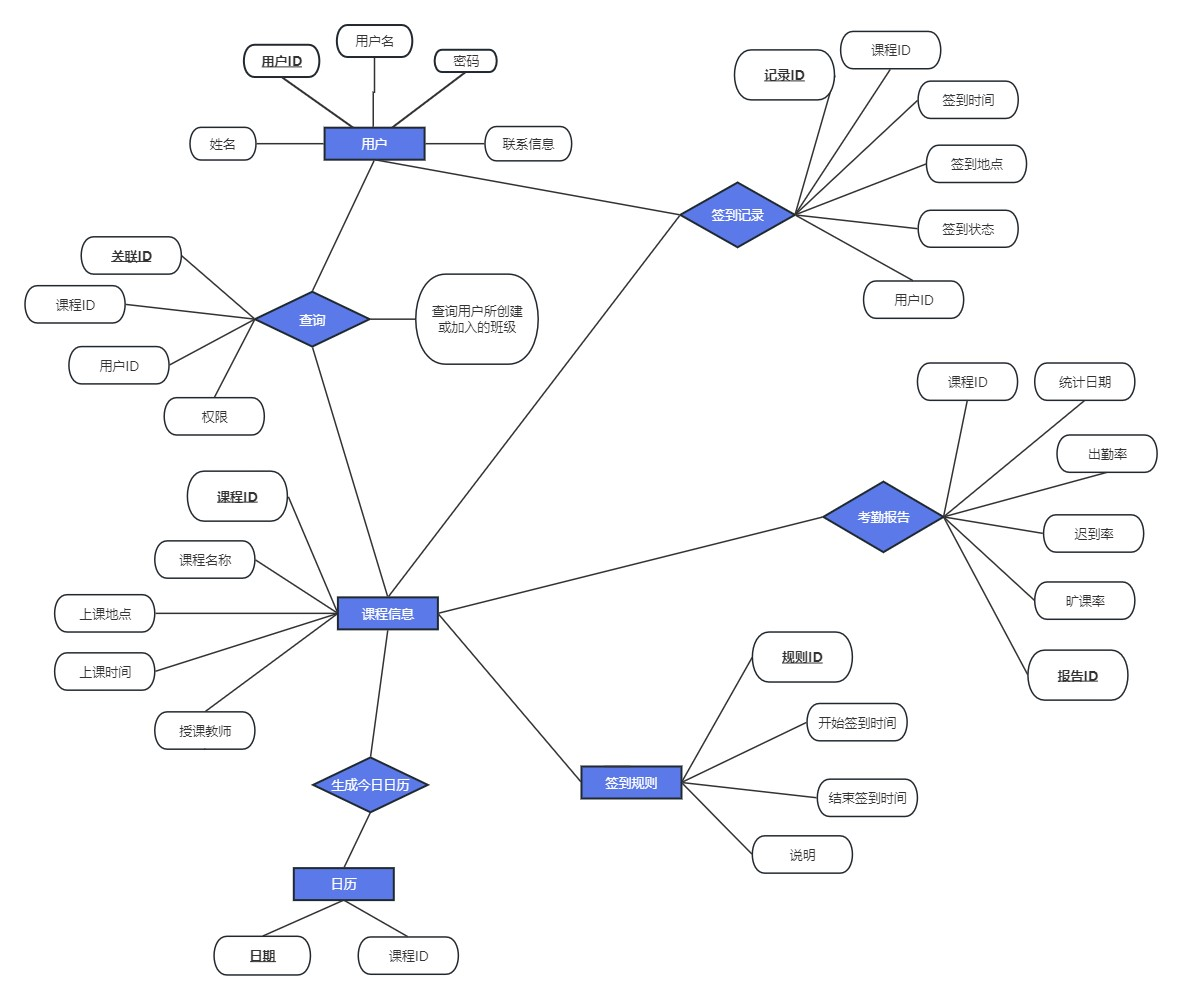 用户名
用户ID
密码
姓名
用户
联系信息
记录ID
课程ID
签到时间
签到地点
签到记录
签到状态
用户ID
关联ID
课程ID
查询
查询用户所创建
或加入的班级
用户ID
权限
课程ID
统计日期
出勤率
考勤报告
迟到率
旷课率
报告ID
课程ID
课程名称
上课地点
课程信息
上课时间
授课教师
规则ID
开始签到时间
签到规则
结束签到时间
说明
生成今日日历
日历
日期
课程ID